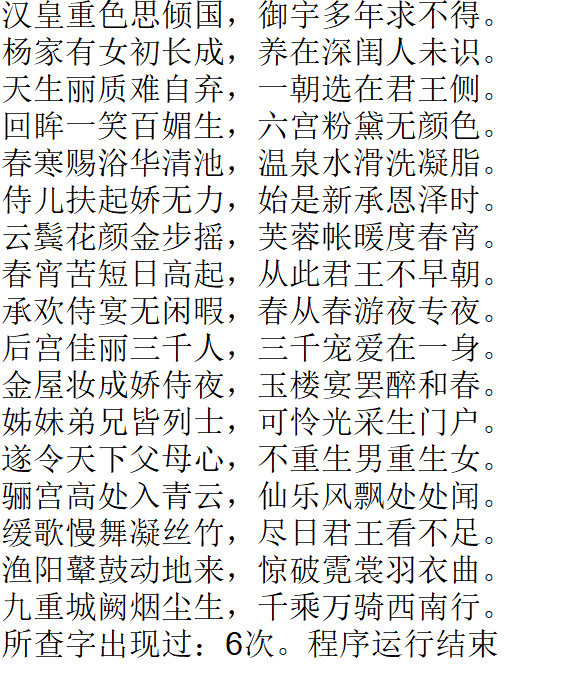 汉皇重色思倾国，御宇多年求不得。
杨家有女初长成，养在深闺人未识。
天生丽质难自弃，一朝选在君王侧。
回眸一笑百媚生，六宫粉黛无颜色。
春寒赐浴华清池，温泉水滑洗凝脂。
侍儿扶起娇无力，始是新承恩泽时。
云鬓花颜金步摇，芙蓉帐暖度春宵。
春宵苦短日高起，从此君王不早朝。
承欢侍宴无闲暇，春从春游夜专夜。
后宫佳丽三千人，三千宠爱在一身。
金屋妆成娇侍夜，玉楼宴罢醉和春。
姊妹弟兄皆列士，可怜光采生门户。
遂令天下父母心，不重生男重生女。
骊宫高处入青云，仙乐风飘处处闻。
缓歌慢舞凝丝竹，尽日君王看不足。
渔阳鼙鼓动地来，惊破霓裳羽衣曲。
九重城阙烟尘生，千乘万骑西南行。
所查字出现过：6次。程序运行结束